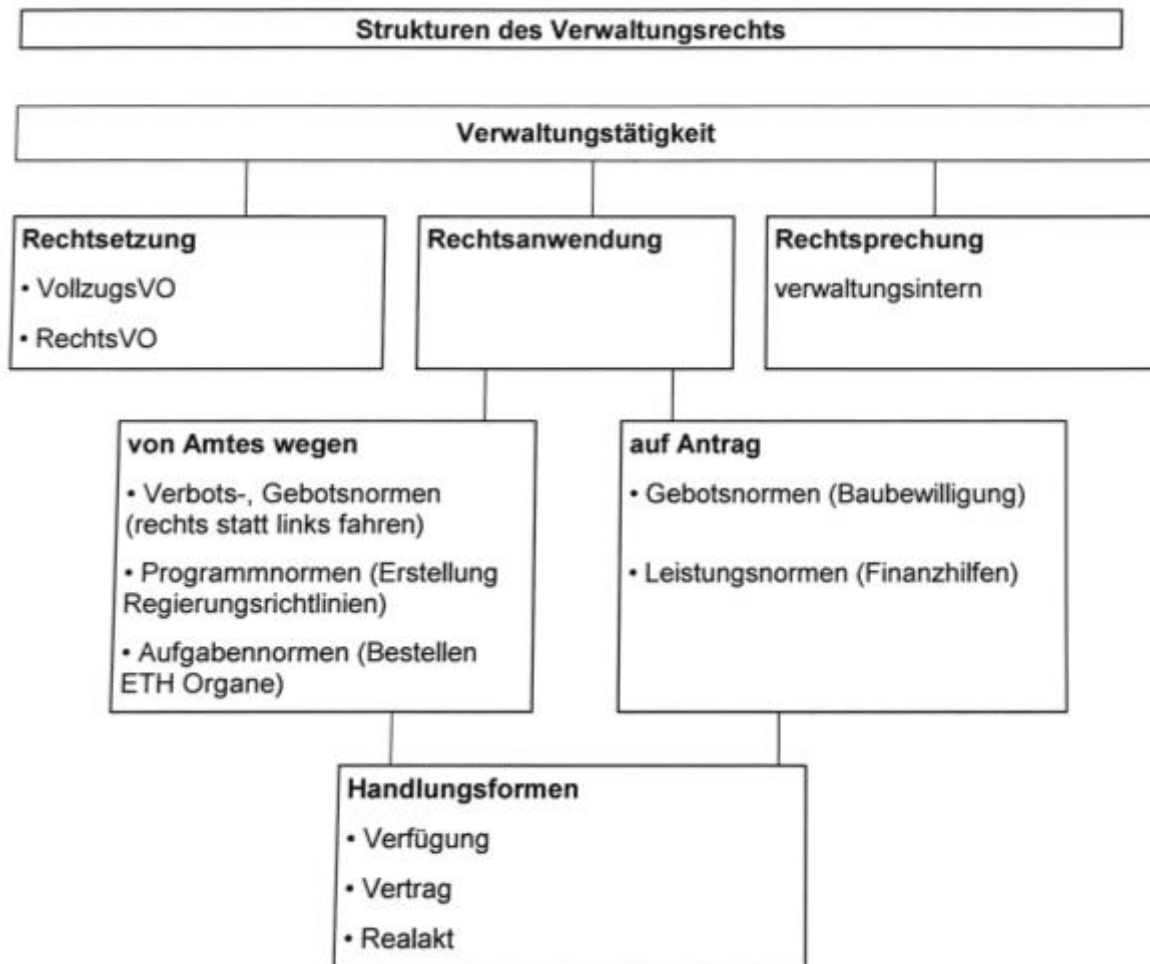 Strukturen des Verwaltungsrechts
Verwaltungstätigkeit
Rechtsetzung
• VollzugsVO
• RechtsVO
Rechtsanwendung
Rechtsprechung
verwaltungsintern
von Amtes wegen
• Verbots-, Gebotsnormen
(rechts statt links fahren)
• Programmnormen (Erstellung
Regierungsrichtlinien)
• Aufgabennormen (Bestellen
ETH Organe)
auf Antrag
• Gebotsnormen (Baubewilligung)
• Leistungsnormen (Finanzhilfen)
Handlungsformen
• Verfügung
• Vertrag
• Realakt